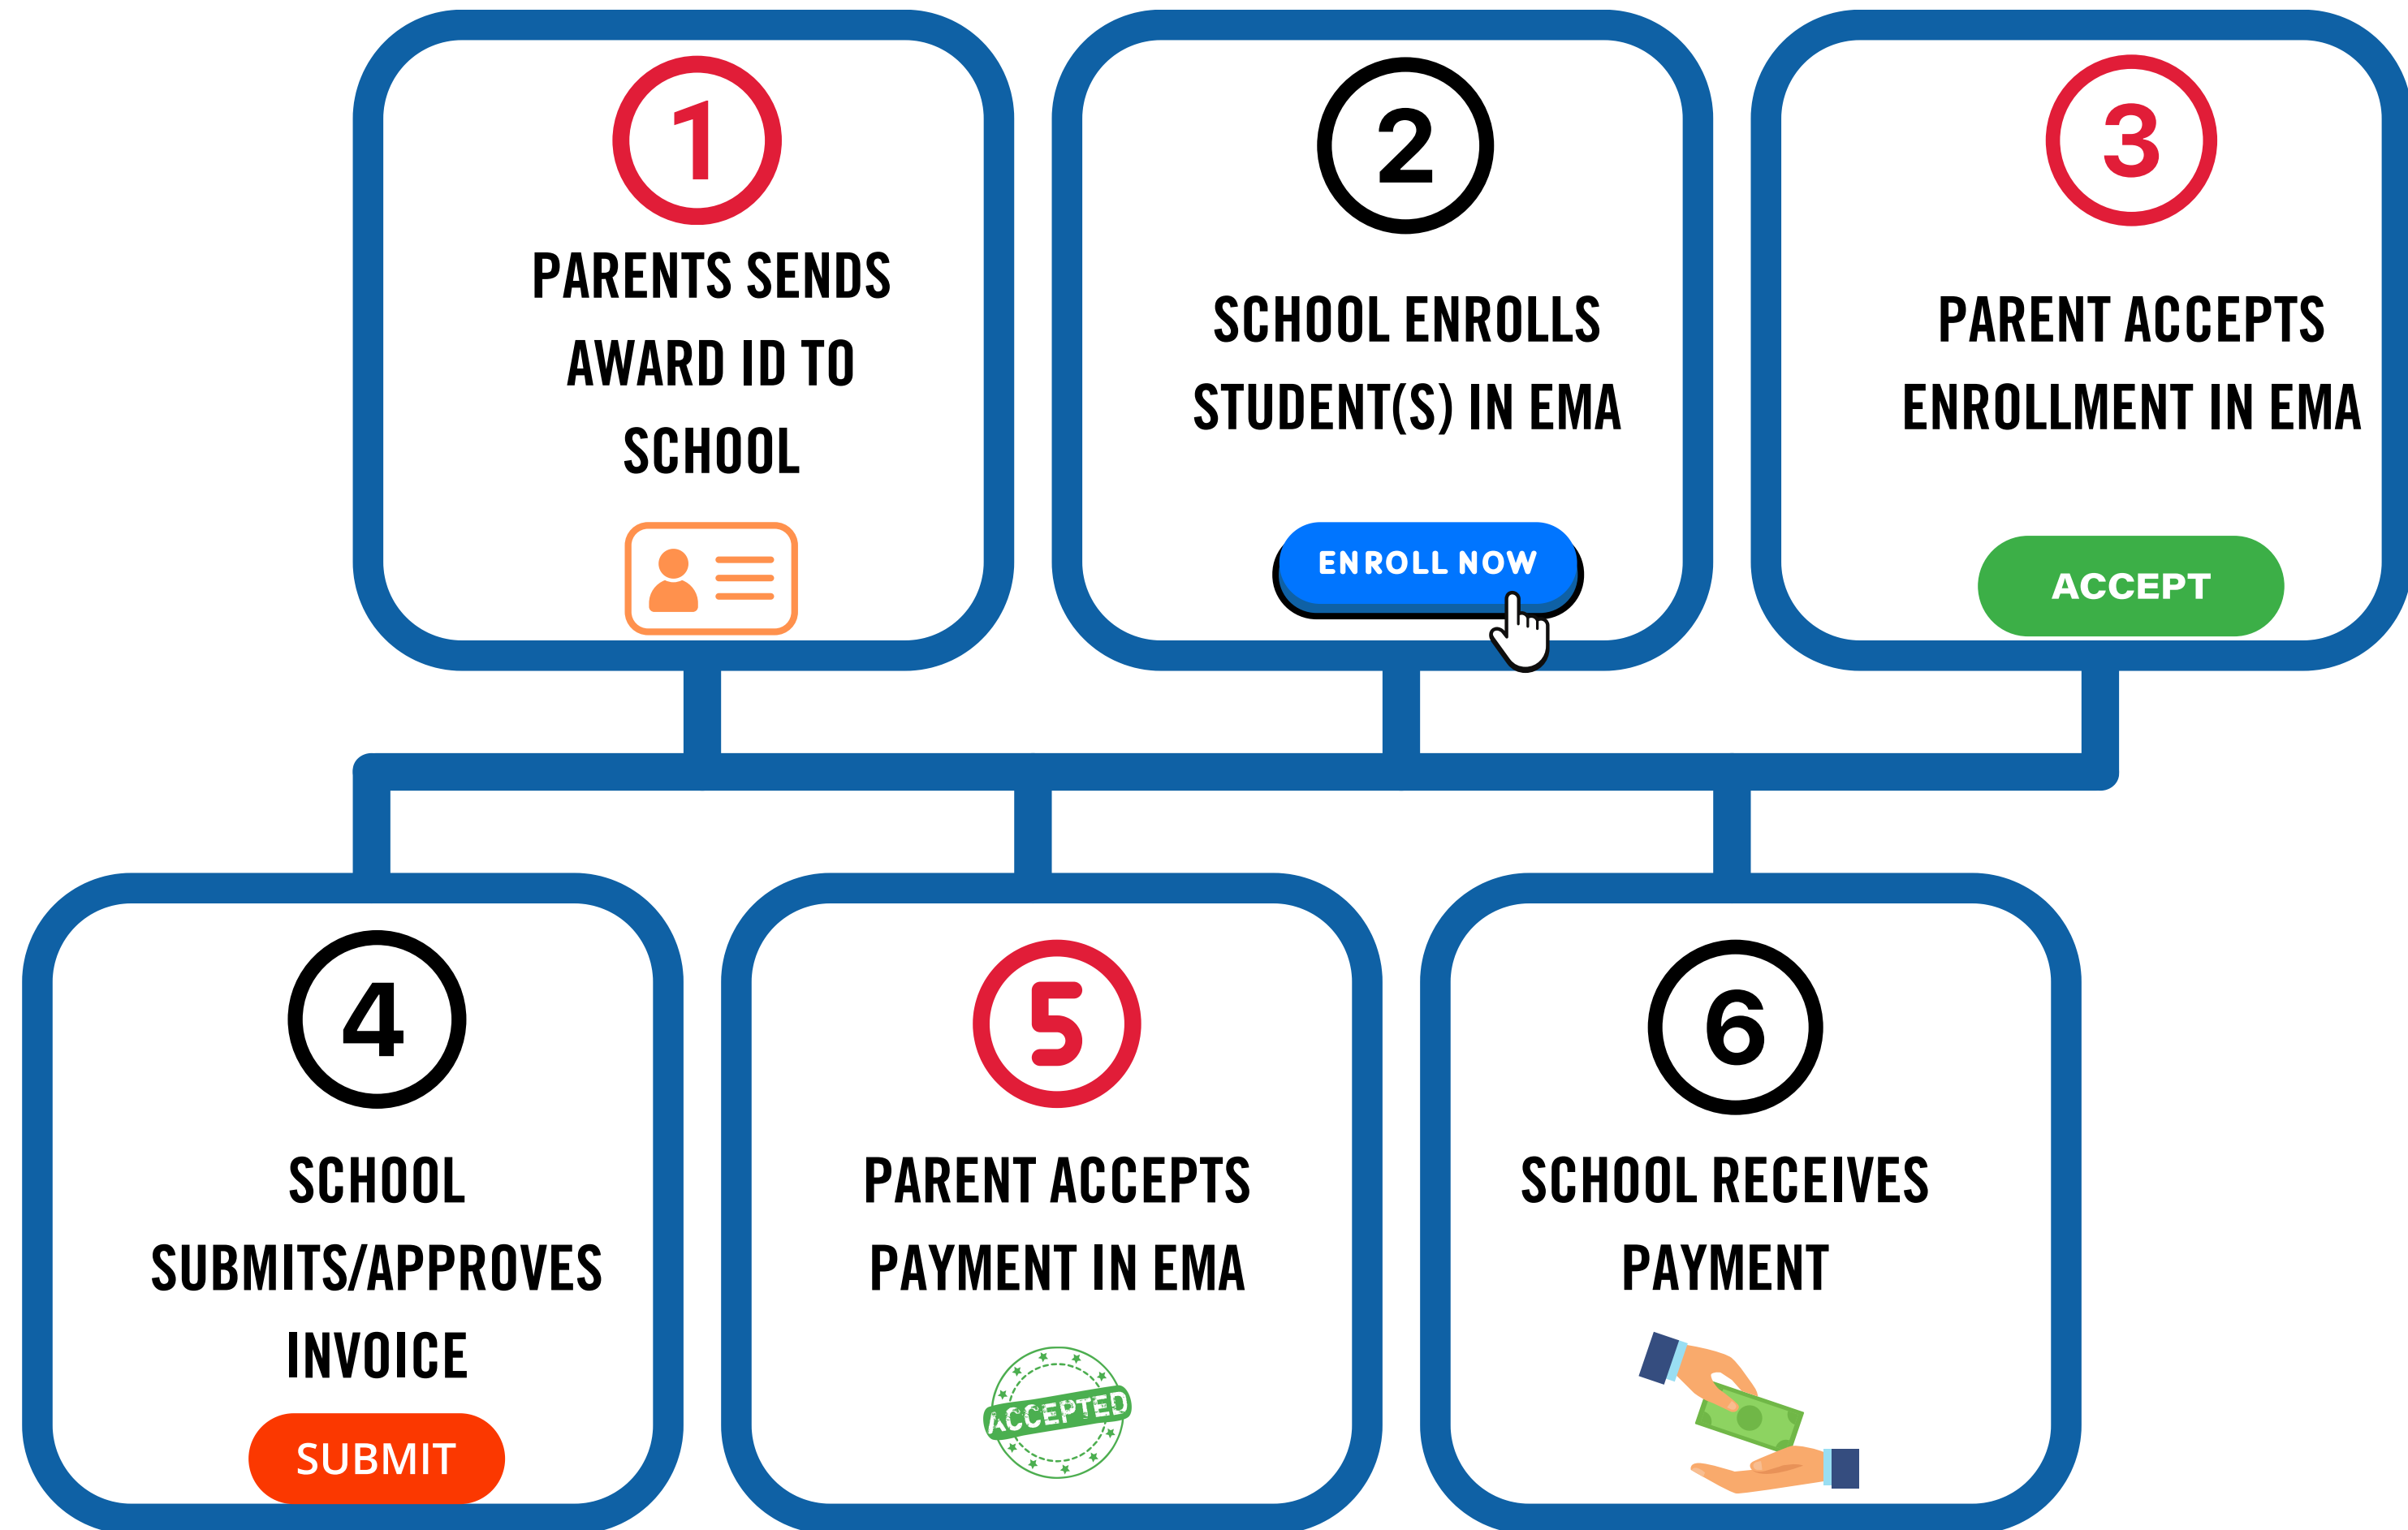 1
PARENTS SENDS
AWARD ID TO
SCHOOL
2
SCHOOL ENROLLS
STUDENT(S) IN EMA
ENROLL NOW
3
PARENT ACCEPTS
ENROLLMENT IN EMA
ACCEPT
4
SCHOOL
SUBMITS/APPROVES
INVOICE
SUBMIT
5
PARENT ACCEPTS
PAYMENT IN EMA
ACCEPTED
6
SCHOOL RECEIVES
PAYMENT